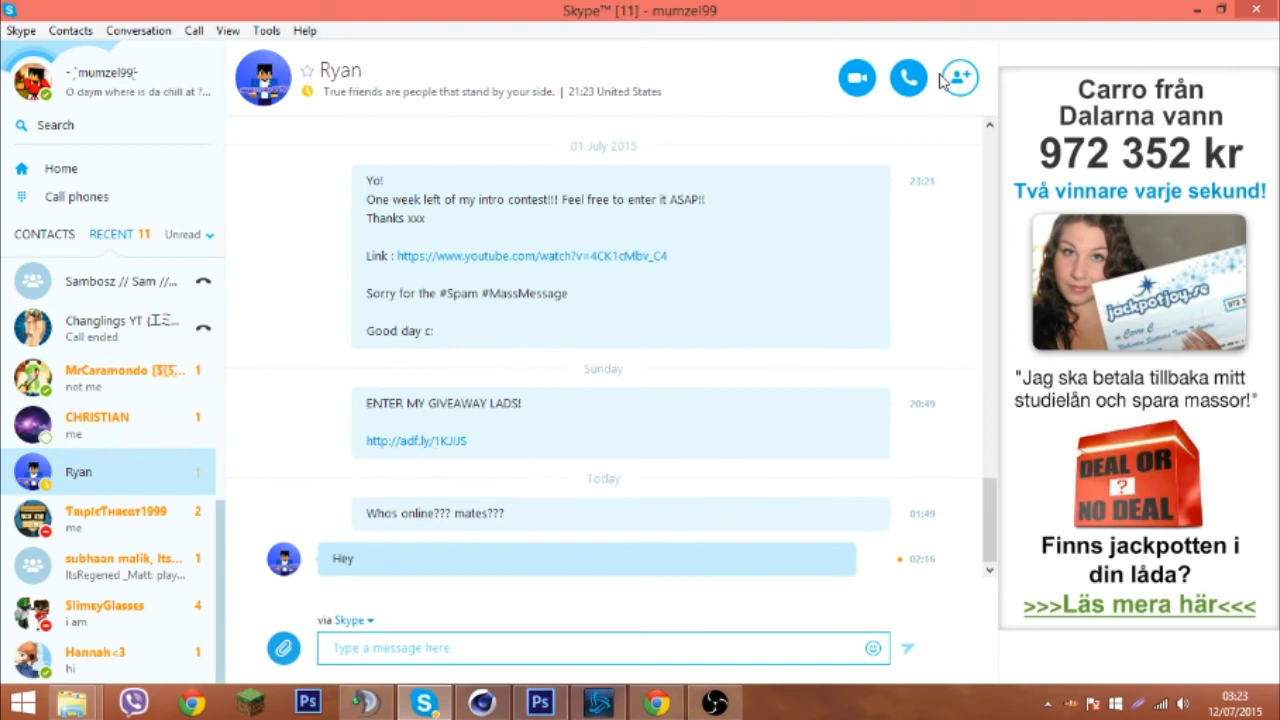 Skype™ [11] - mumzel99
Skype Contacts Conversation Call View Tools Help
O daym where is da chill at ?...
Search
Home
Call phones
CONTACTS RECENT 11 Unread
Sambosz // Sam //...
Changlings YT
Call ended
MrCaramondo 1
not me
CHRISTIAN 1
me
Ryan 1
TripleThreat1999 2
me
subhaan malik, Its... 1
ItsRegened _Matt: play...
SlimeyGlasses 4
i am
Hannah<3 1
hi
Ryan
True friends are people that stand by your side. | 21:23 United States
01 July 2015
Yo! 23:21
One week left of my intro contest!!! Feel free to enter it ASAP!!
Thanks xxx
Link : https://www.youtube.com/watch?v=4CK1cMbv_C4
Sorry for the #Spam #MassMessage
Good day c:
Sunday
ENTER MY GIVEAWAY LADS! 20:49
http://adf.ly/1KJIJS
Today
Whos online??? mates??? 01:49
Hey 02:16
via Skype
Type a message here
Carro från
Dalarna vann
972 352 kr
Två vinnare varje sekund!
jackpotjoy.se
"Jag ska betala tillbaka mitt
studielån och spara massor!"
DEAL OR
?
NO DEAL
Finns jackpotten i
din låda?
>>>Läs mera här<<<
Ps
Ps
03:23
12/07/2015